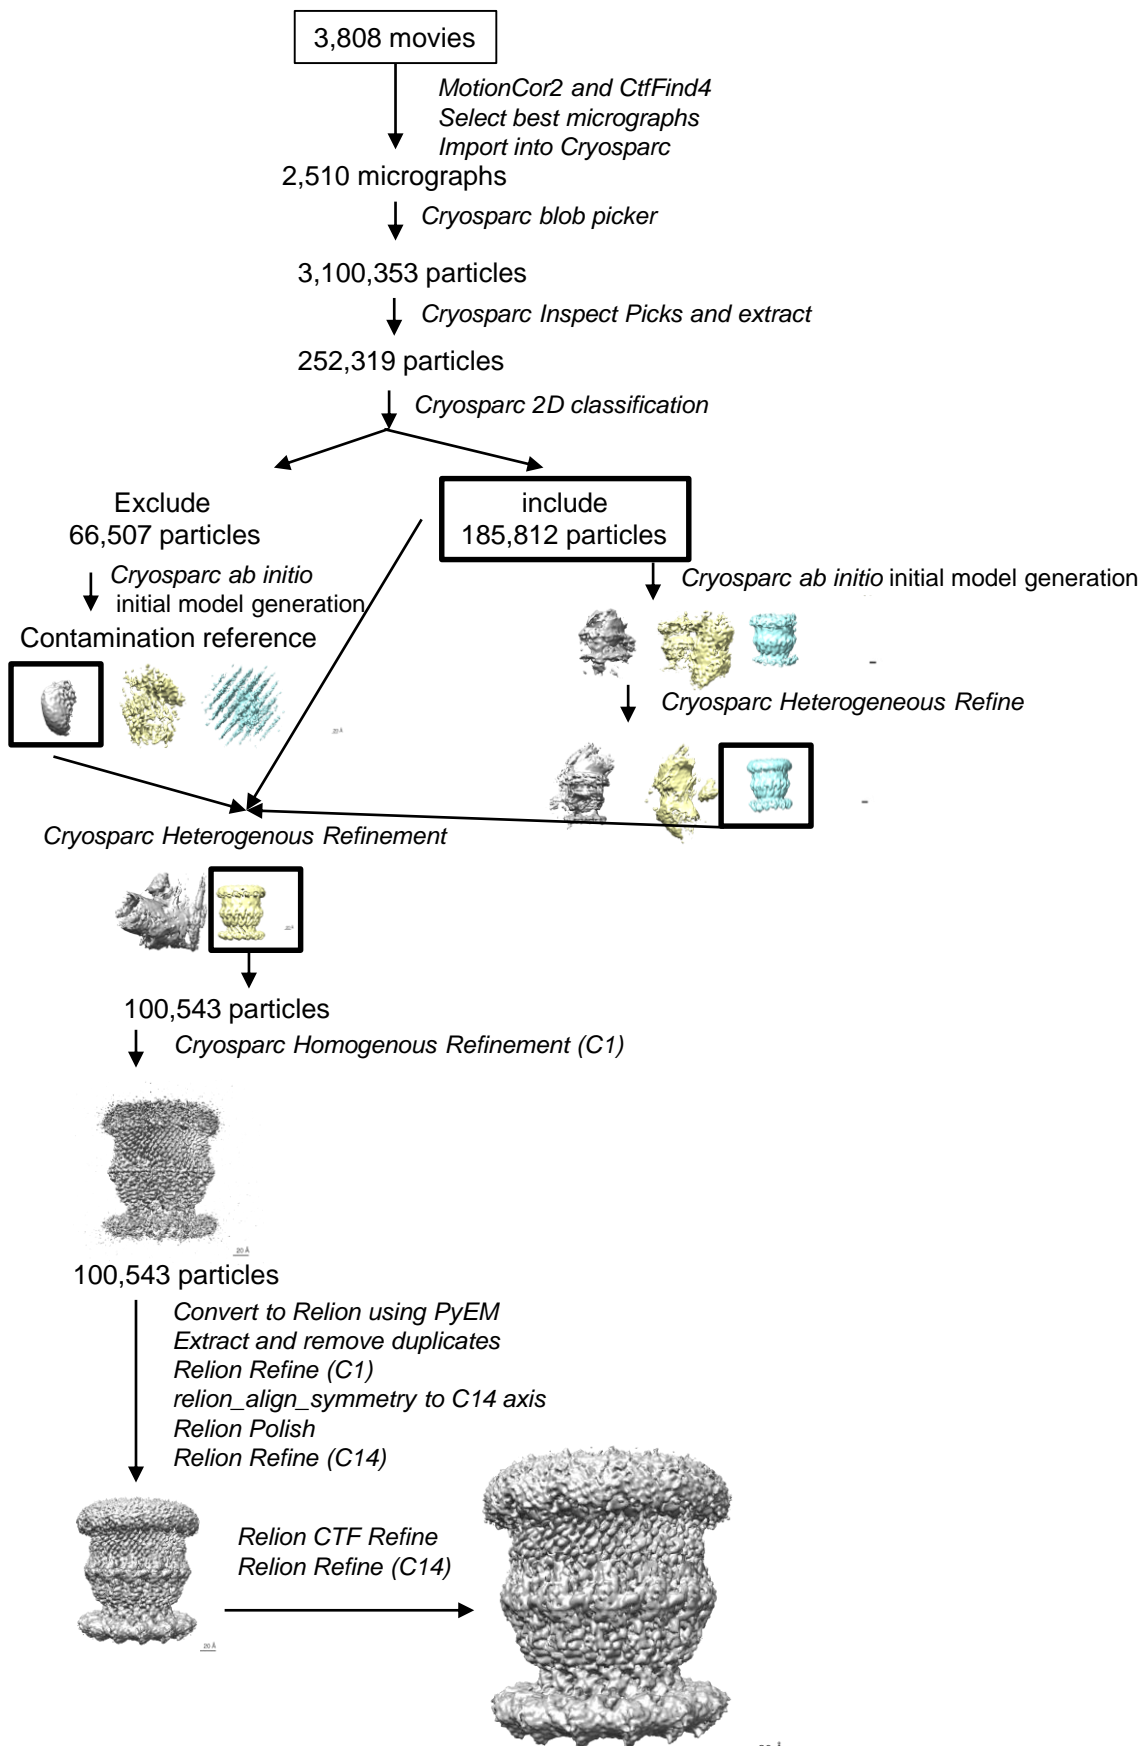 3,808 movies
MotionCor2 and CtfFind4
Select best micrographs
Import into Cryosparc
2,510 micrographs
Cryosparc blob picker
3,100,353 particles
Cryosparc Inspect Picks and extract
252,319 particles
Cryosparc 2D classification
Exclude
66,507 particles
include
185,812 particles
Cryosparc ab initio
initial model generation
Cryosparc ab initio initial model generation
Contamination reference
20 Å
Cryosparc Heterogeneous Refine
Cryosparc Heterogenous Refinement
20 Å
100,543 particles
Cryosparc Homogenous Refinement (C1)
20 Å
100,543 particles
Convert to Relion using PyEM
Extract and remove duplicates
Relion Refine (C1)
relion_align_symmetry to C14 axis
Relion Polish
Relion Refine (C14)
Relion CTF Refine
Relion Refine (C14)
20 Å